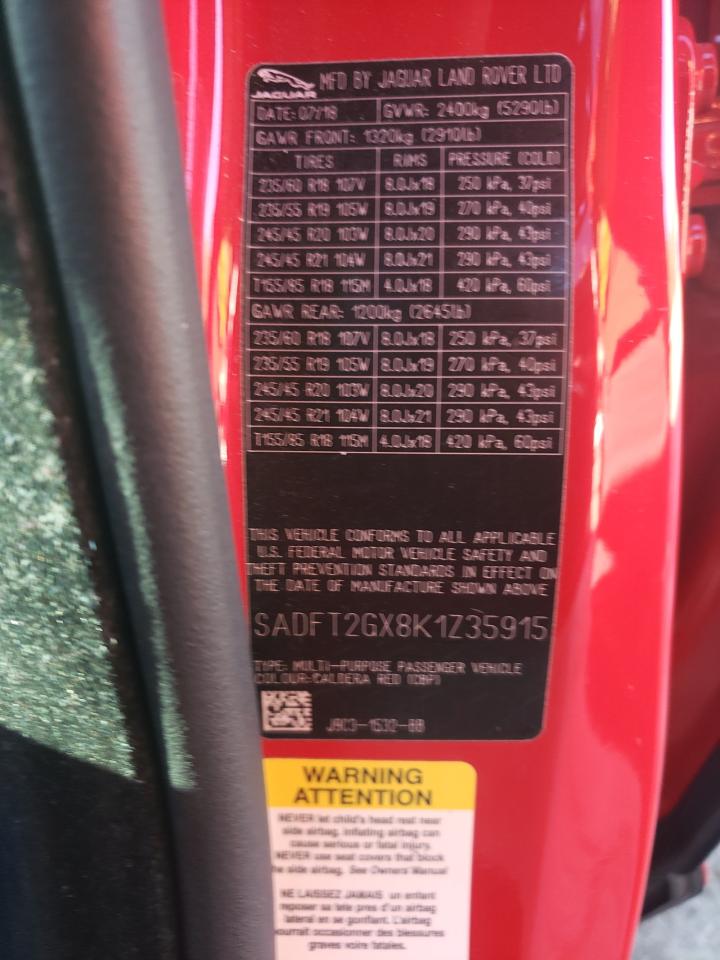 JAGUAR MFD BY JAGUAR LAND ROVER LTD
DATE: 07/18 GVWR: 2400kg (5290lb)
GAWR FRONT: 1320kg (2910lb)
TIRES RIMS PRESSURE (COLD)
235/60 R18 107V 8.0Jx18 250 kPa, 37psi
235/55 R19 105W 8.0Jx19 270 kPa, 40psi
245/45 R20 103W 8.0Jx20 290 kPa, 43psi
245/45 R21 104W 8.0Jx21 290 kPa, 43psi
T155/85 R18 115M 4.0Jx18 420 kPa, 60psi
GAWR REAR: 1200kg (2645lb)
235/60 R18 107V 8.0Jx18 250 kPa, 37psi
235/55 R19 105W 8.0Jx19 270 kPa, 40psi
245/45 R20 103W 8.0Jx20 290 kPa, 43psi
245/45 R21 104W 8.0Jx21 290 kPa, 43psi
T155/85 R18 115M 4.0Jx18 420 kPa, 60psi
THIS VEHICLE CONFORMS TO ALL APPLICABLE
U.S. FEDERAL MOTOR VEHICLE SAFETY AND
THEFT PREVENTION STANDARDS IN EFFECT ON
THE DATE OF MANUFACTURE SHOWN ABOVE
SADFT2GX8K1Z35915
TYPE: MULTI-PURPOSE PASSENGER VEHICLE
COLOUR:CALDERA RED (CBP)
J9C3-1532-BB
WARNING
ATTENTION
NEVER let child's head rest near
side airbag. Inflating airbag can
cause serious or fatal injury.
NEVER use seat covers that block
the side airbag. See Owners Manual
NE LAISSEZ JAMAIS un enfant
reposer sa tete pres d'un airbag
lateral en se gonflant. L'airbag
pourrait occasionner des blessures
graves voire fatales.